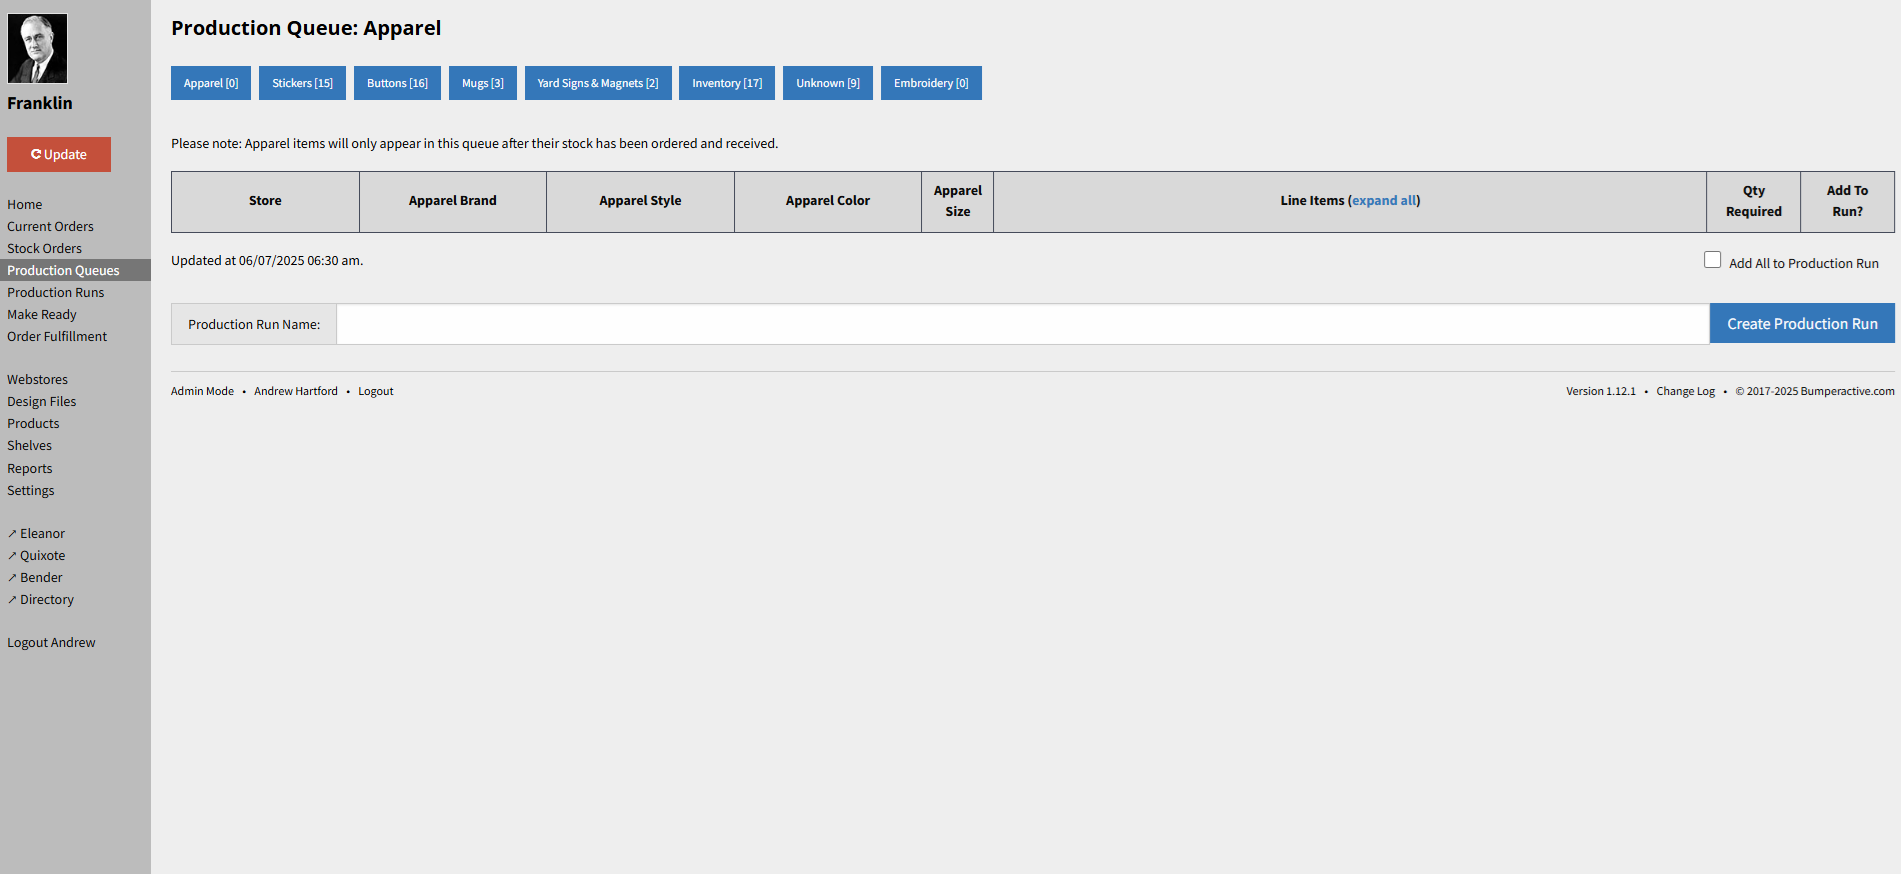 Franklin
Update
Home
Current Orders
Stock Orders
Production Queues
Production Runs
Make Ready
Order Fulfillment
Webstores
Design Files
Products
Shelves
Reports
Settings
↗ Eleanor
↗ Quixote
↗ Bender
↗ Directory
Logout Andrew
Production Queue: Apparel
Apparel [0] Stickers [15] Buttons [16] Mugs [3] Yard Signs & Magnets [2] Inventory [17] Unknown [9] Embroidery [0]
Please note: Apparel items will only appear in this queue after their stock has been ordered and received.
Store Apparel Brand Apparel Style Apparel Color Apparel Size Line Items (expand all) Qty Required Add To Run?
Updated at 06/07/2025 06:30 am.
Add All to Production Run
Production Run Name: Create Production Run
Admin Mode • Andrew Hartford • Logout
Version 1.12.1 • Change Log • © 2017-2025 Bumperactive.com